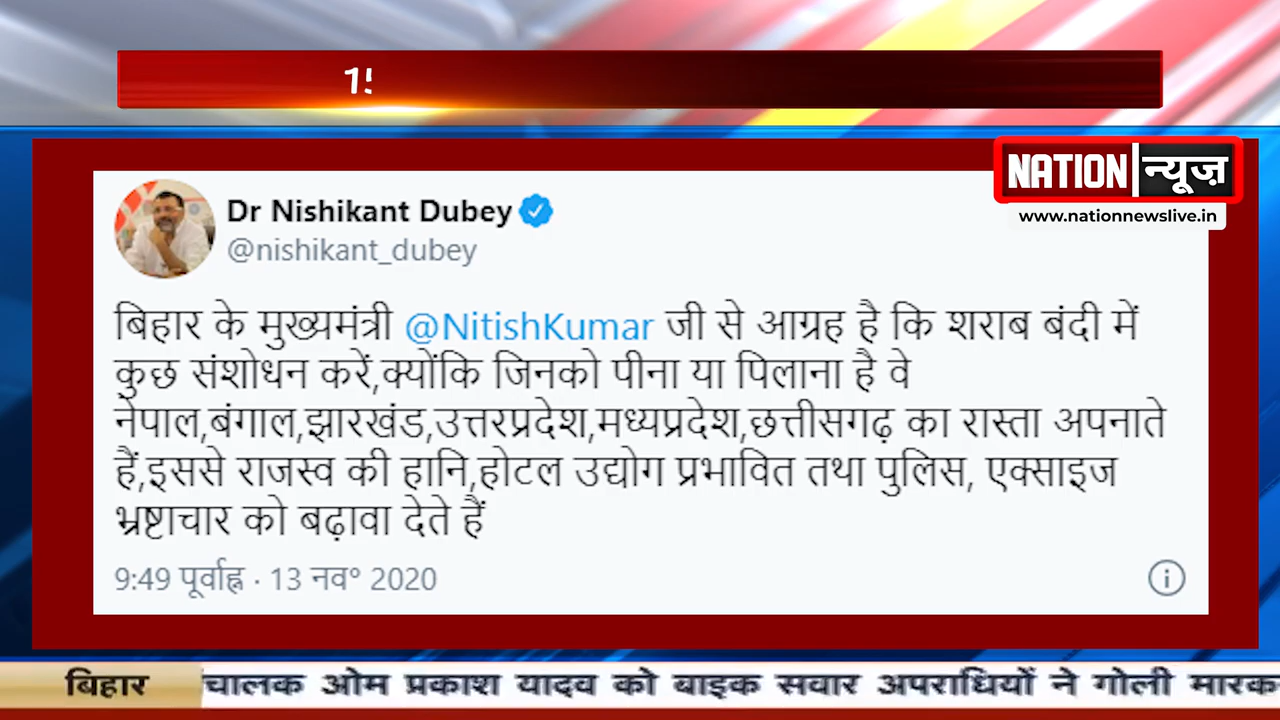 NATION न्यूज़
www.nationnewslive.in
Dr Nishikant Dubey
@nishikant_dubey
बिहार के मुख्यमंत्री @NitishKumar जी से आग्रह है कि शराब बंदी में
कुछ संशोधन करें,क्योंकि जिनको पीना या पिलाना है वे
नेपाल,बंगाल,झारखंड,उत्तरप्रदेश,मध्यप्रदेश,छत्तीसगढ़ का रास्ता अपनाते
हैं,इससे राजस्व की हानि,होटल उद्योग प्रभावित तथा पुलिस, एक्साइज
भ्रष्टाचार को बढ़ावा देते हैं
9:49 पूर्वाह्न · 13 नव॰ 2020
बिहार
ओम प्रकाश यादव को बाइक सवार अपराधियों ने गोली मारकर